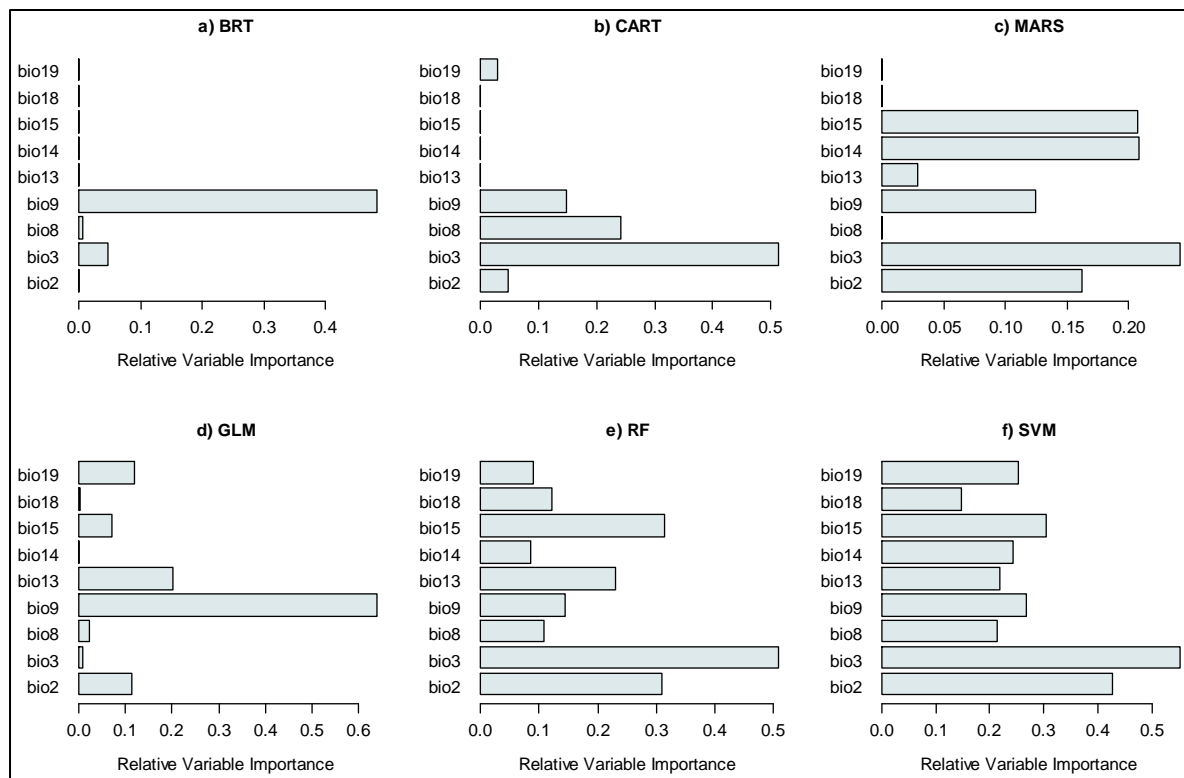 a) BRT
bio19
bio18
bio15
bio14
bio13
bio9
bio8
bio3
bio2
0.0 0.1 0.2 0.3 0.4
Relative Variable Importance
b) CART
bio19
bio18
bio15
bio14
bio13
bio9
bio8
bio3
bio2
0.0 0.1 0.2 0.3 0.4 0.5
Relative Variable Importance
c) MARS
bio19
bio18
bio15
bio14
bio13
bio9
bio8
bio3
bio2
0.00 0.05 0.10 0.15 0.20
Relative Variable Importance
d) GLM
bio19
bio18
bio15
bio14
bio13
bio9
bio8
bio3
bio2
0.0 0.1 0.2 0.3 0.4 0.5 0.6
Relative Variable Importance
e) RF
bio19
bio18
bio15
bio14
bio13
bio9
bio8
bio3
bio2
0.0 0.1 0.2 0.3 0.4 0.5
Relative Variable Importance
f) SVM
bio19
bio18
bio15
bio14
bio13
bio9
bio8
bio3
bio2
0.0 0.1 0.2 0.3 0.4 0.5
Relative Variable Importance